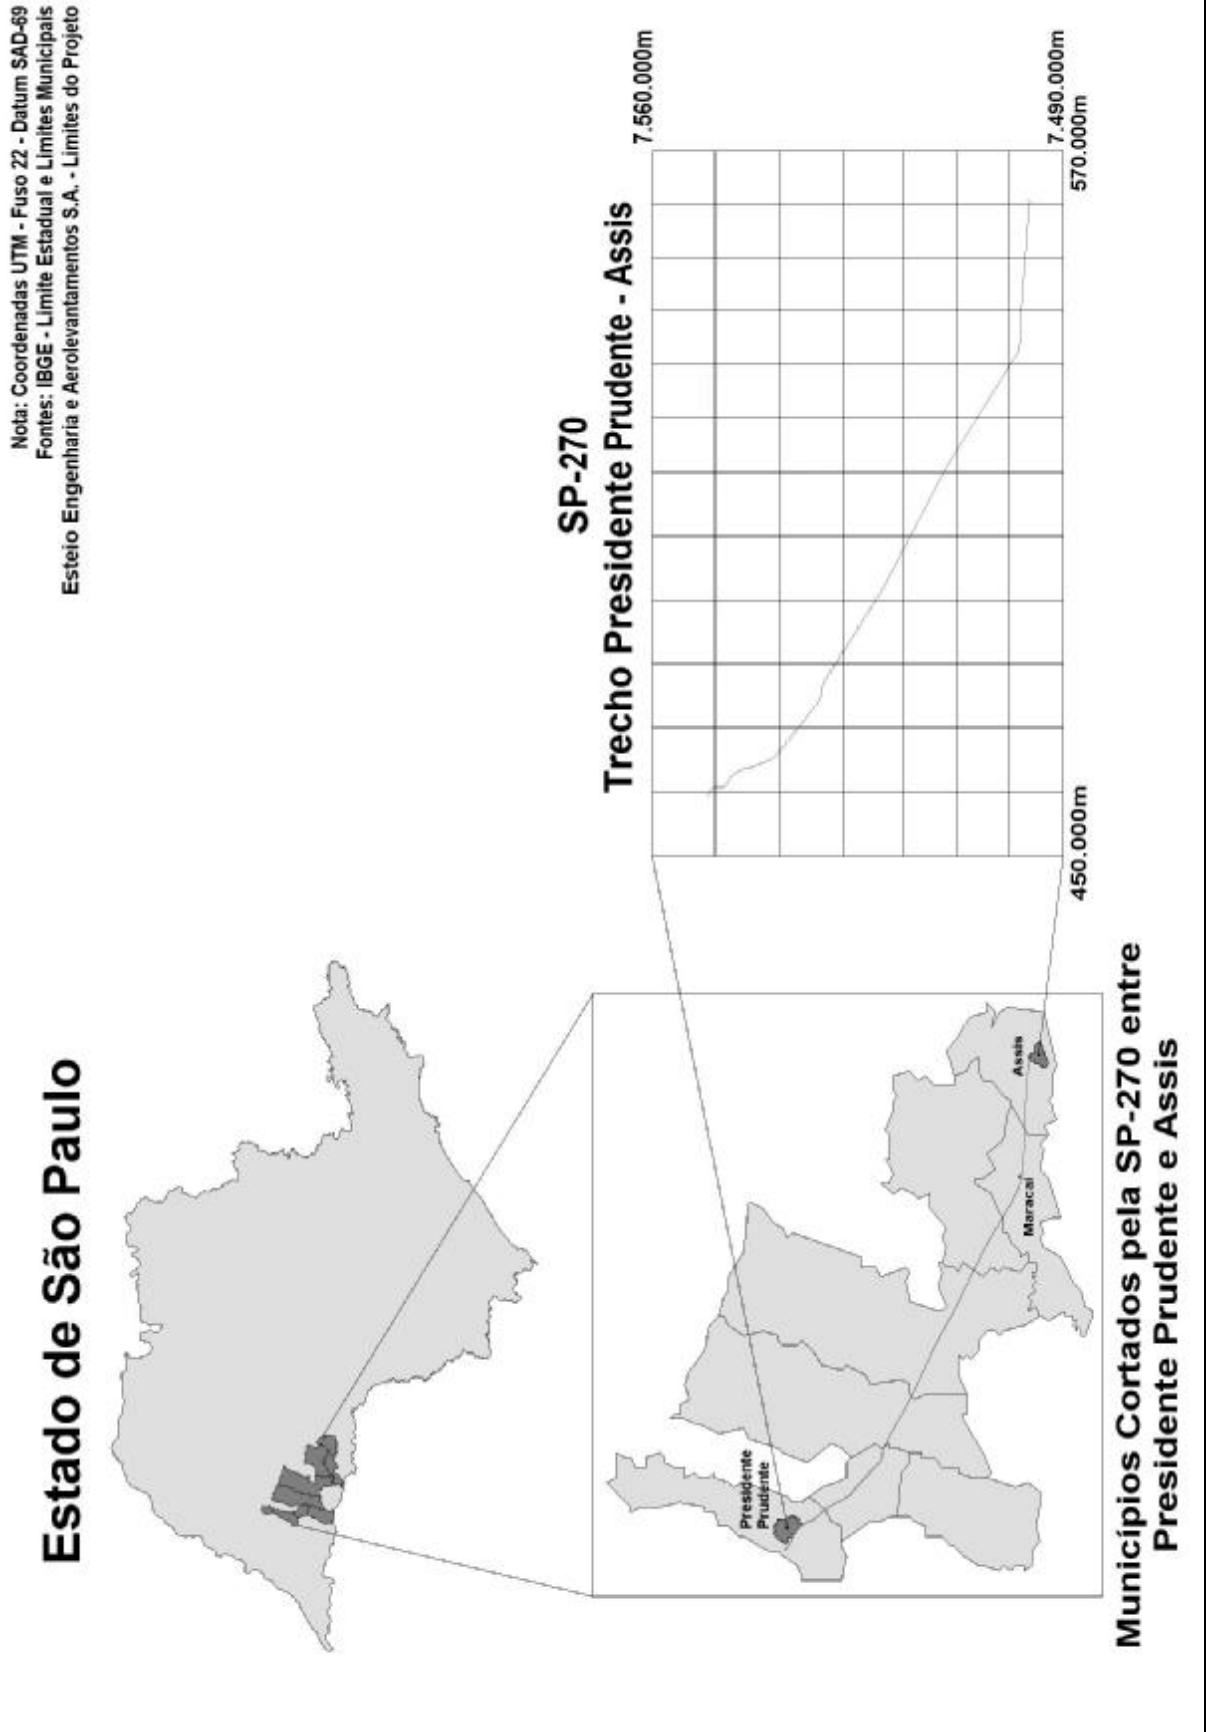 Estado de São Paulo
Nota: Coordenadas UTM - Fuso 22 - Datum SAD-69
Fontes: IBGE - Limite Estadual e Limites Municipais
Esteio Engenharia e Aerolevantamentos S.A. - Limites do Projeto
SP-270
Trecho Presidente Prudente - Assis
7.560.000m
7.490.000m
450.000m
570.000m
Presidente
Prudente
Maracaí
Assis
Municípios Cortados pela SP-270 entre
Presidente Prudente e Assis